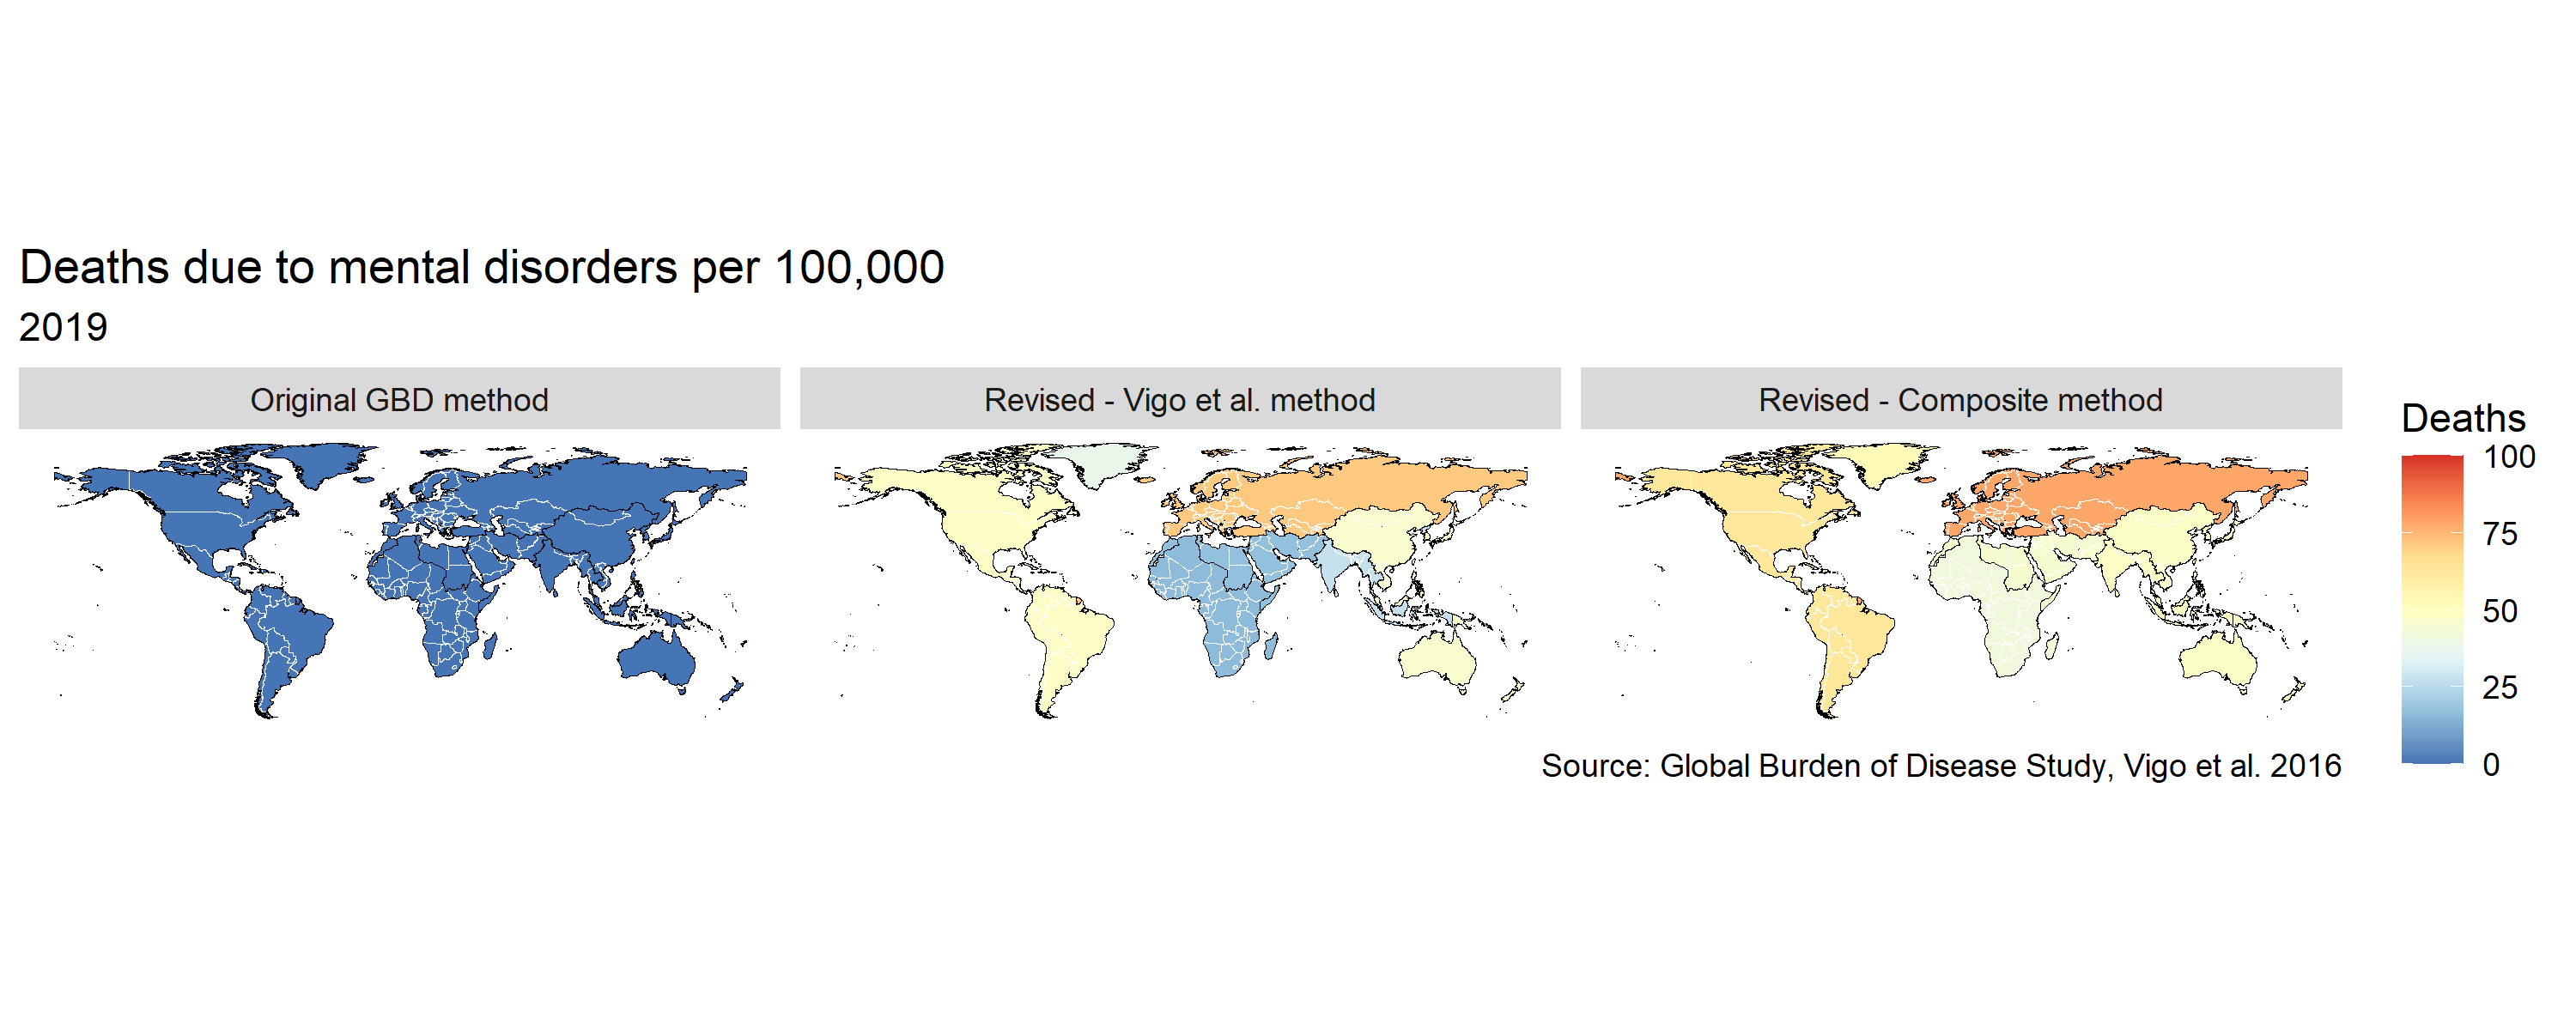 Deaths due to mental disorders per 100,000
2019
Original GBD method
Revised - Vigo et al. method
Revised - Composite method
Deaths
100
75
50
25
0
Source: Global Burden of Disease Study, Vigo et al. 2016